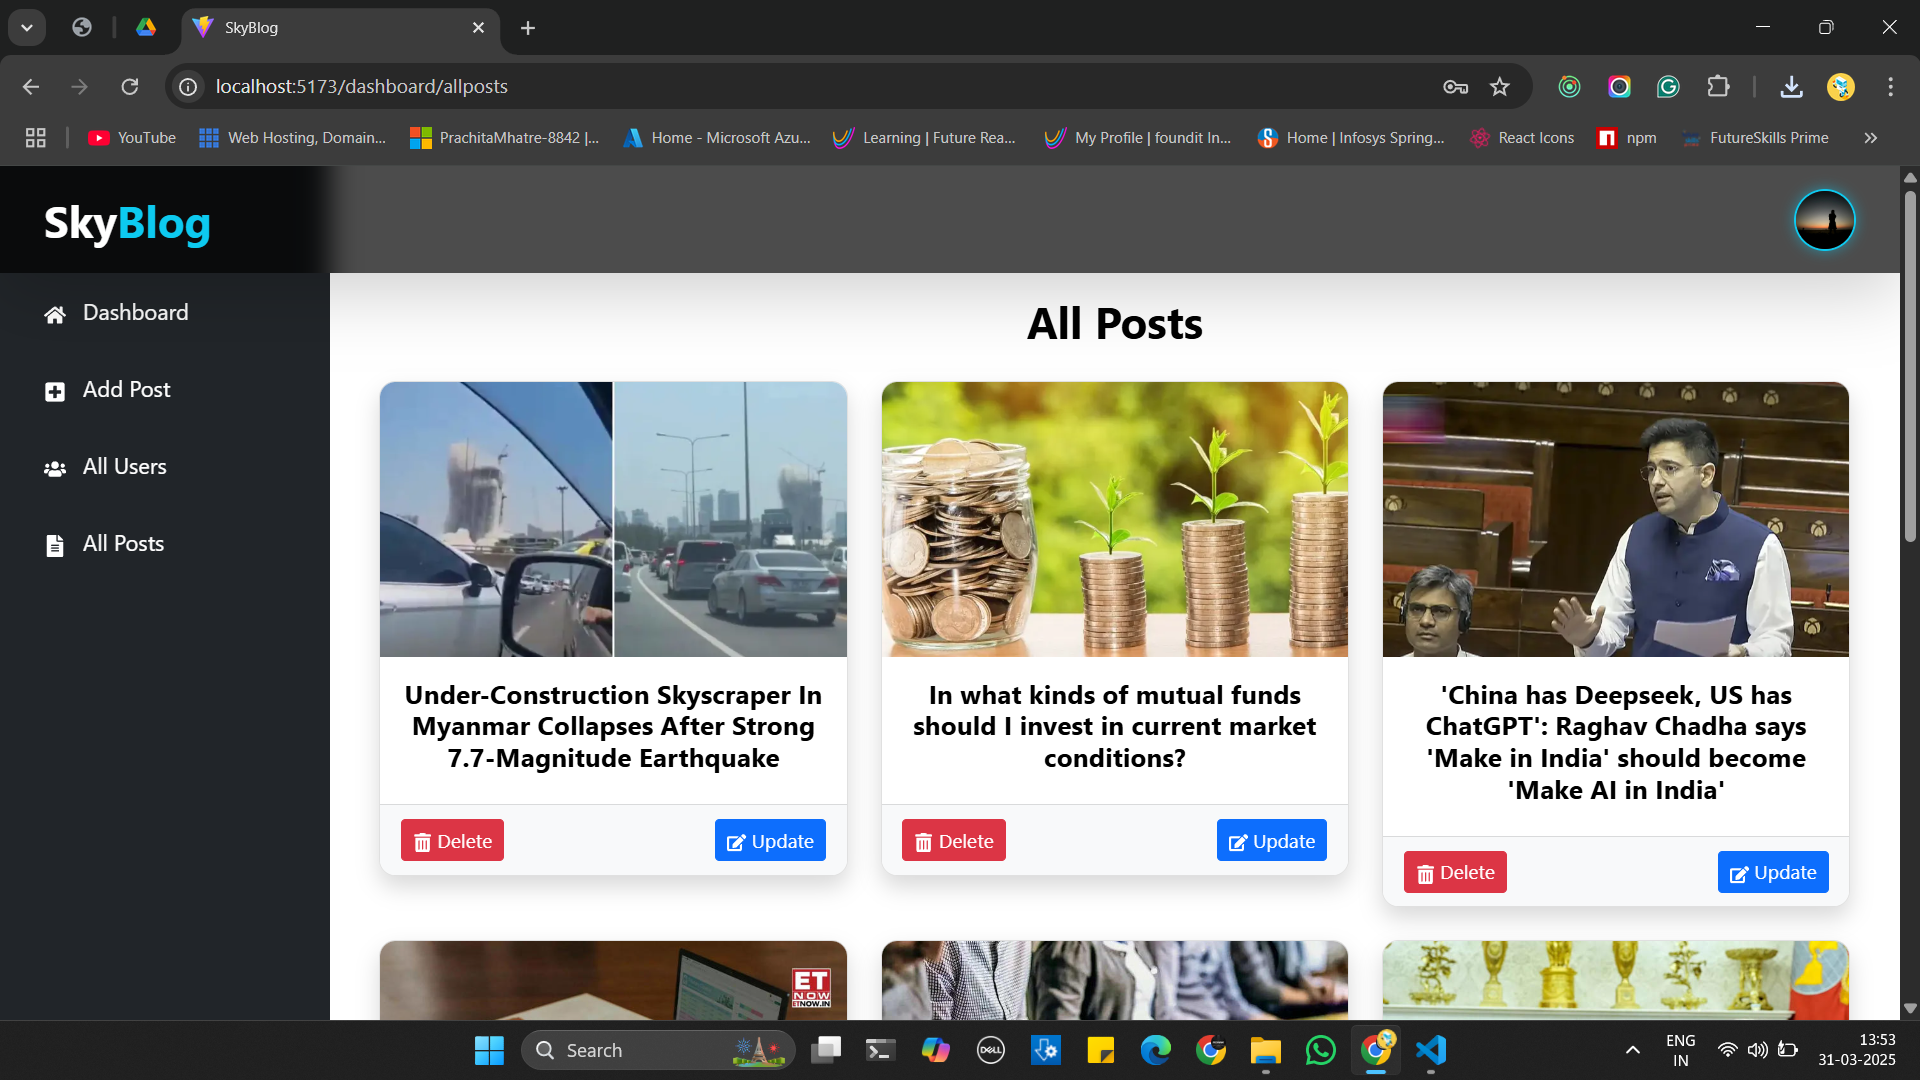 SkyBlog
localhost:5173/dashboard/allposts
YouTube
Web Hosting, Domain...
PrachitaMhatre-8842 |...
Home - Microsoft Azu...
Learning | Future Rea...
My Profile | foundit In...
Home | Infosys Spring...
React Icons
npm
FutureSkills Prime
SkyBlog
Dashboard
Add Post
All Users
All Posts
All Posts
Under-Construction Skyscraper In
Myanmar Collapses After Strong
7.7-Magnitude Earthquake
Delete
Update
In what kinds of mutual funds
should I invest in current market
conditions?
Delete
Update
'China has Deepseek, US has
ChatGPT': Raghav Chadha says
'Make in India' should become
'Make AI in India'
Delete
Update
ET
NOW
ETNOW.IN
Search
DELL
ENG
IN
13:53
31-03-2025